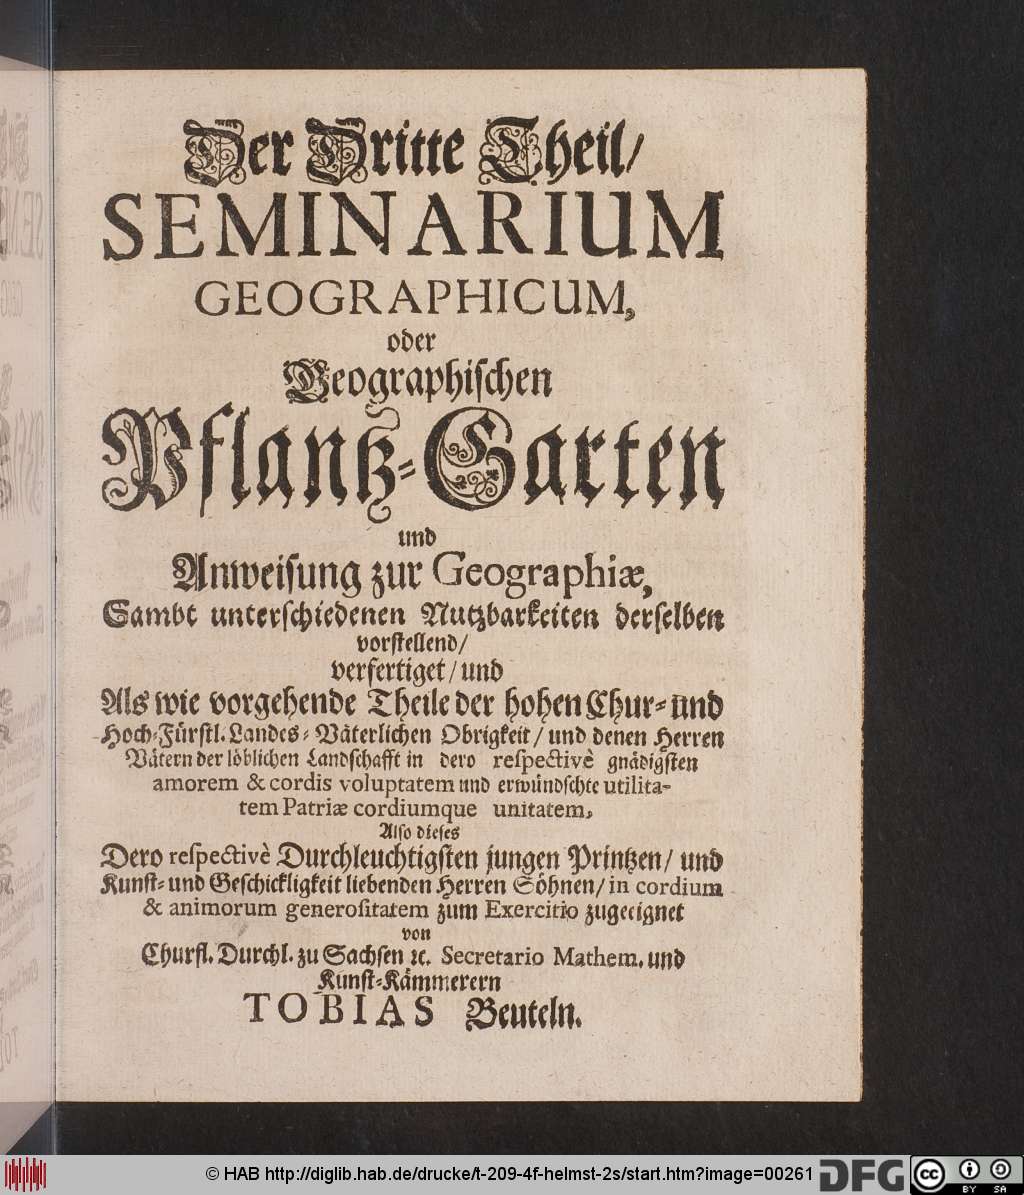 Der Dritte Theil/
SEMINARIUM
GEOGRAPHICUM,
oder
Geographischen
Pflantz-Garten
und
Anweisung zur Geographiæ,
Sambt unterschiedenen Nutzbarkeiten derselben
vorstellend/
verfertiget/ und
Als wie vorgehende Theile der hohen Chur- und
Hoch-Fürstl. Landes-Väterlichen Obrigkeit/ und denen Herren
Vätern der löblichen Landschafft in dero respectivè gnädigsten
amorem & cordis voluptatem und erwündschte utilita-
tem Patriæ cordiumque unitatem,
Also dieses
Dero respectivè Durchleuchtigsten jungen Printzen/ und
Kunst- und Geschickligkeit liebenden Herren Söhnen/ in cordium
& animorum generositatem zum Exercitio zugeeignet
von
Churfl. Durchl. zu Sachsen ꝛc. Secretario Mathem. und
Kunst-Kämmerern
TOBIAS Beuteln.
© HAB http://diglib.hab.de/drucke/t-209-4f-helmst-2s/start.htm?image=00261
DFG
cc BY SA